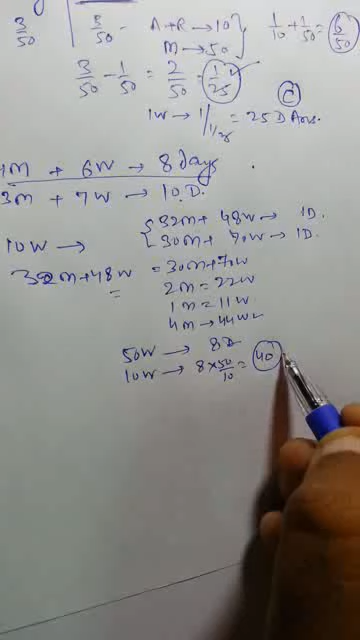 3/50
3/50 - A+R → 10
M → 50
1/10 + 1/50 = 6/50
3/50 - 1/50 = 2/50 = 1/25
C
1W → 1/1/25 = 25 D Ans.
4M + 6W → 8 days
3M + 7W → 10.D.
32m + 48W → 1D.
10W → 30m + 70W → 1D.
32m + 48W = 30m + 70W
=
2m = 22W
1m = 11W
4m → 44W
50W → 8D
10W → 8 × 50/10 = 40